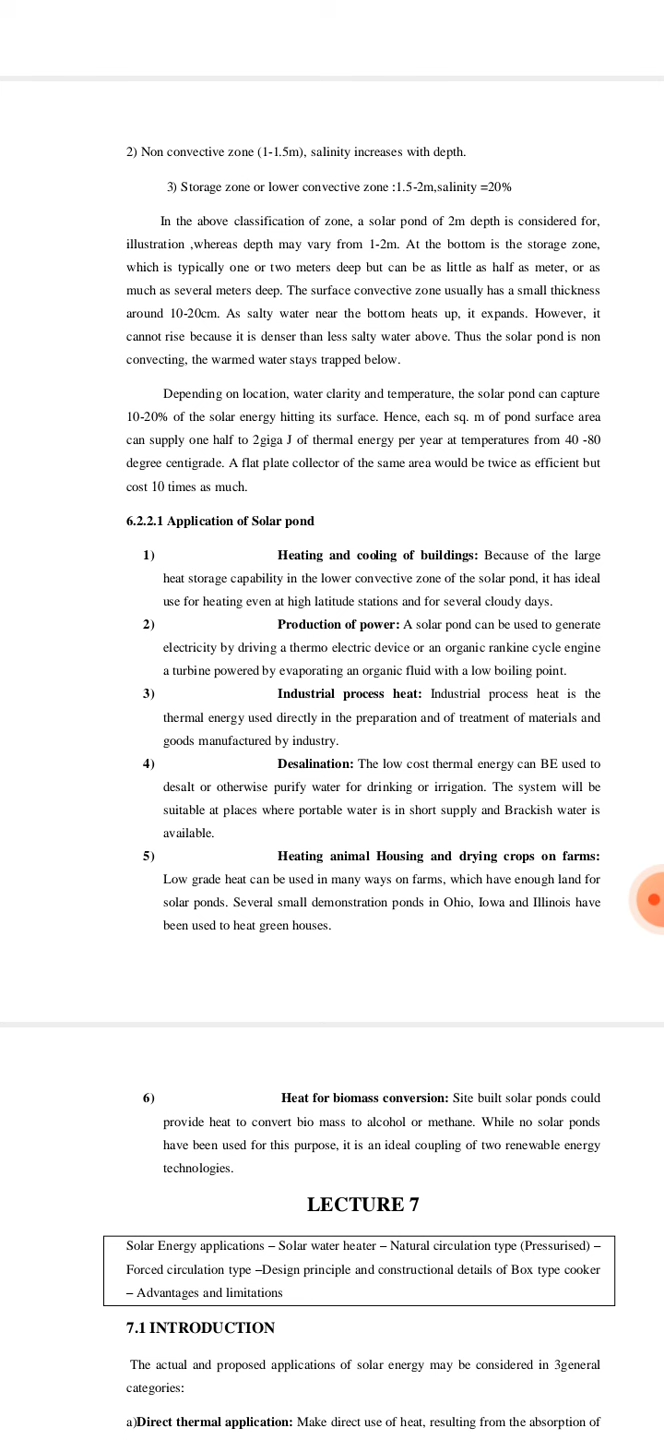 2) Non convective zone (1-1.5m), salinity increases with depth.
3) Storage zone or lower convective zone :1.5-2m,salinity =20%
In the above classification of zone, a solar pond of 2m depth is considered for,
illustration ,whereas depth may vary from 1-2m. At the bottom is the storage zone,
which is typically one or two meters deep but can be as little as half as meter, or as
much as several meters deep. The surface convective zone usually has a small thickness
around 10-20cm. As salty water near the bottom heats up, it expands. However, it
cannot rise because it is denser than less salty water above. Thus the solar pond is non
convecting, the warmed water stays trapped below.
Depending on location, water clarity and temperature, the solar pond can capture
10-20% of the solar energy hitting its surface. Hence, each sq. m of pond surface area
can supply one half to 2giga J of thermal energy per year at temperatures from 40 -80
degree centigrade. A flat plate collector of the same area would be twice as efficient but
cost 10 times as much.
6.2.2.1 Application of Solar pond
1) Heating and cooling of buildings: Because of the large
heat storage capability in the lower convective zone of the solar pond, it has ideal
use for heating even at high latitude stations and for several cloudy days.
2) Production of power: A solar pond can be used to generate
electricity by driving a thermo electric device or an organic rankine cycle engine
a turbine powered by evaporating an organic fluid with a low boiling point.
3) Industrial process heat: Industrial process heat is the
thermal energy used directly in the preparation and of treatment of materials and
goods manufactured by industry.
4) Desalination: The low cost thermal energy can BE used to
desalt or otherwise purify water for drinking or irrigation. The system will be
suitable at places where portable water is in short supply and Brackish water is
available.
5) Heating animal Housing and drying crops on farms:
Low grade heat can be used in many ways on farms, which have enough land for
solar ponds. Several small demonstration ponds in Ohio, Iowa and Illinois have
been used to heat green houses.
6) Heat for biomass conversion: Site built solar ponds could
provide heat to convert bio mass to alcohol or methane. While no solar ponds
have been used for this purpose, it is an ideal coupling of two renewable energy
technologies.
LECTURE 7
Solar Energy applications – Solar water heater – Natural circulation type (Pressurised) –
Forced circulation type –Design principle and constructional details of Box type cooker
– Advantages and limitations
7.1 INTRODUCTION
The actual and proposed applications of solar energy may be considered in 3general
categories:
a)Direct thermal application: Make direct use of heat, resulting from the absorption of